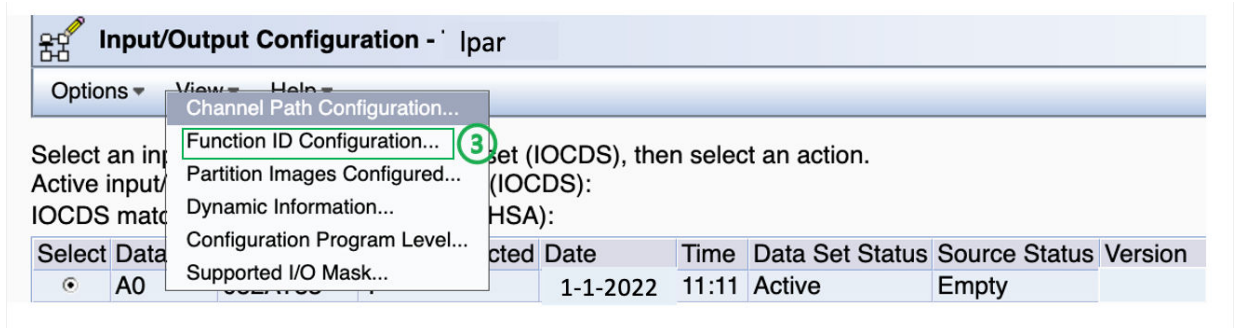 Input/Output Configuration - lpar
Options View Help
Channel Path Configuration...
Function ID Configuration... 3
Partition Images Configured...
Dynamic Information...
Configuration Program Level...
Supported I/O Mask...
Select an set (IOCDS), then select an action.
Active input/ (IOCDS):
IOCDS HSA):
Select Data cted Date Time Data Set Status Source Status Version
A0 1-1-2022 11:11 Active Empty